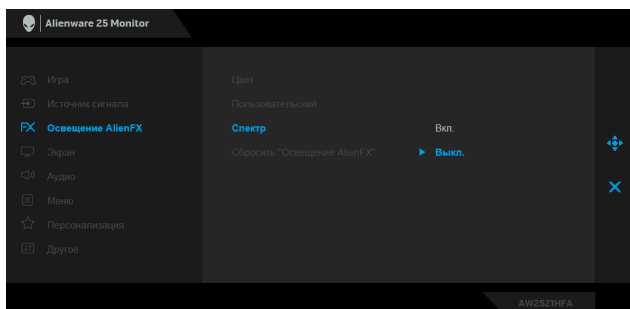 Alienware 25 Monitor
Игра
Цвет
Источник сигнала
Пользовательский
Освещение AlienFX
Спектр
Вкл.
Экран
Сбросить "Освещение AlienFX"
Выкл.
Аудио
Меню
Персонализация
Другое
AW2521HFA